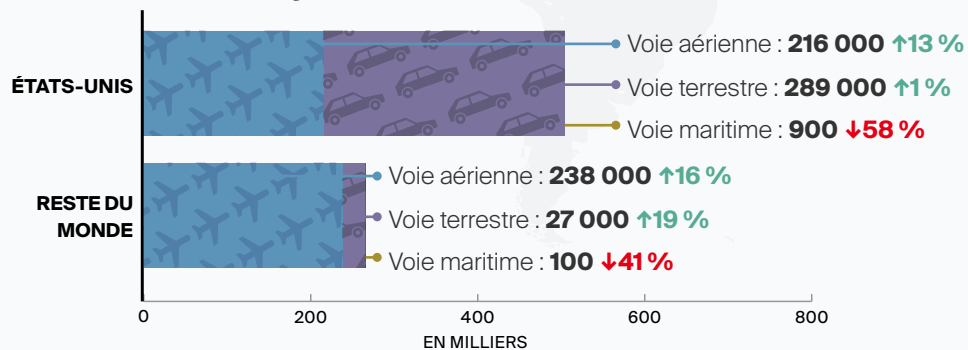 Voie aérienne : 216 000 ↑13 %
ÉTATS-UNIS
Voie terrestre : 289 000 ↑1 %
Voie maritime : 900 ↓58 %
Voie aérienne : 238 000 ↑16 %
RESTE DU
MONDE
Voie terrestre : 27 000 ↑19 %
Voie maritime : 100 ↓41 %
0 200 400 600 800
EN MILLIERS